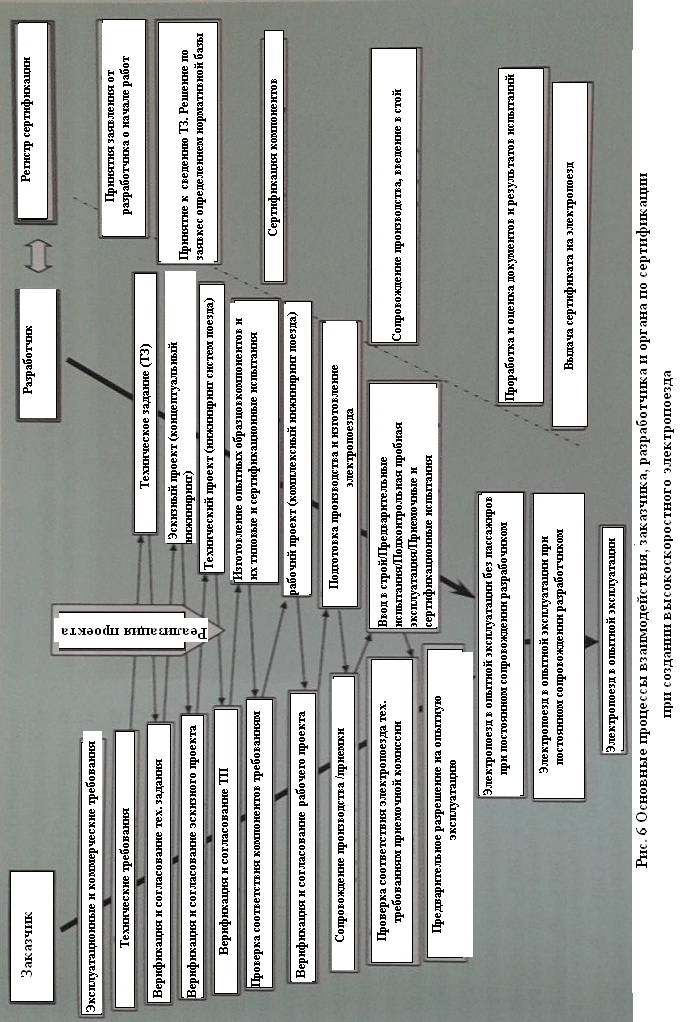 Заказчик
Разработчик
Регистр сертификации
Эксплуатационные и коммерческие требования
Технические требования
Верификация и согласование тех. задания
Верификация и согласование эскизного проекта
Верификация и согласование ТП
Проверка соответствия компонентов требованиям
Верификация и согласование рабочего проекта
Сопровождение производства /приемки
Проверка соответствия электропоезда тех.
требованиям приемочной комиссии
Предварительное разрешение на опытную
эксплуатацию
Реализация проекта
Техническое задание (ТЗ)
Эскизный проект (концептуальный
инжиниринг)
Технический проект (инжиниринг систем поезда)
Изготовление опытных образцовкомпонентов и
их типовые и сертификационные испытания
рабочий проект (комплексный инжиниринг поезда)
Подготовка производства и изготовление
электропоезда
Ввод в строй/Предварительные
испытания/Подконтрольная пробная
эксплуатация/Приемочные и
сертификационные испытания
Электропоезд в опытной эксплуатации без пассажиров
при постоянном сопровождении разработчиком
Электропоезд в опытной эксплуатации при
постоянном сопровождении разработчиком
Электропоезд в опытной эксплуатации
Принятия заявления от
разработчика о начале работ
Принятие к сведению ТЗ. Решение по
заявкес определением нормативной базы
Сертификация компонентов
Сопровождение производства, введение в стой
Проработка и оценка документов и результатов испытаний
Выдача сертификата на электропоезд
Рис. 6 Основные процессы взаимодействия, заказчика, разработчика и органа по сертификации
при создании высокоскоростного электропоезда